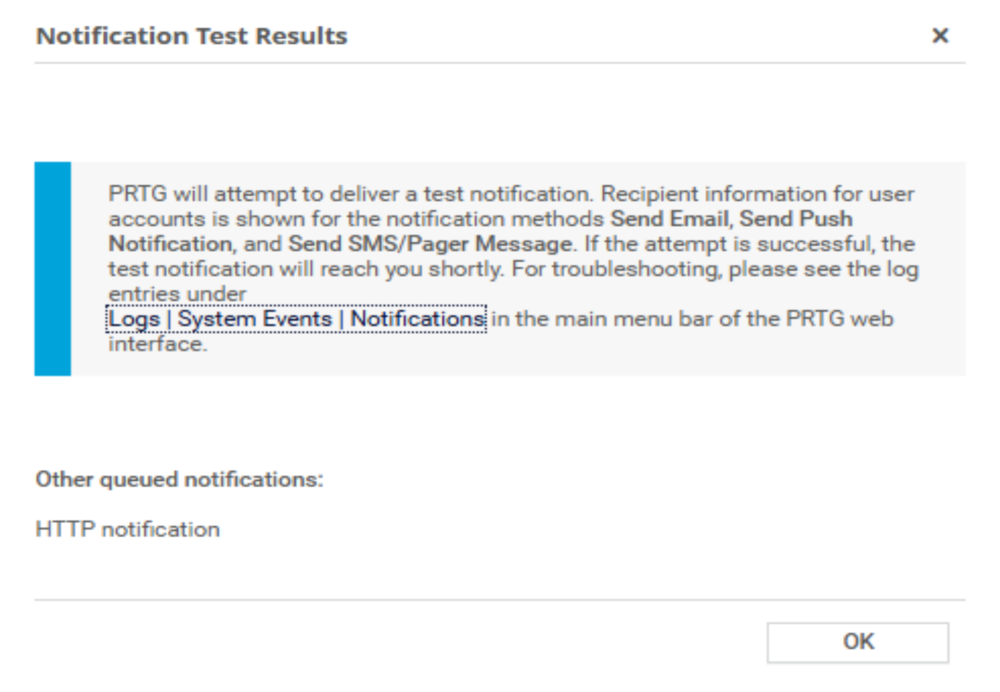 Notification Test Results
PRTG will attempt to deliver a test notification. Recipient information for user
accounts is shown for the notification methods Send Email, Send Push
Notification, and Send SMS/Pager Message. If the attempt is successful, the
test notification will reach you shortly. For troubleshooting, please see the log
entries under
Logs | System Events | Notifications in the main menu bar of the PRTG web
interface.
Other queued notifications:
HTTP notification
OK